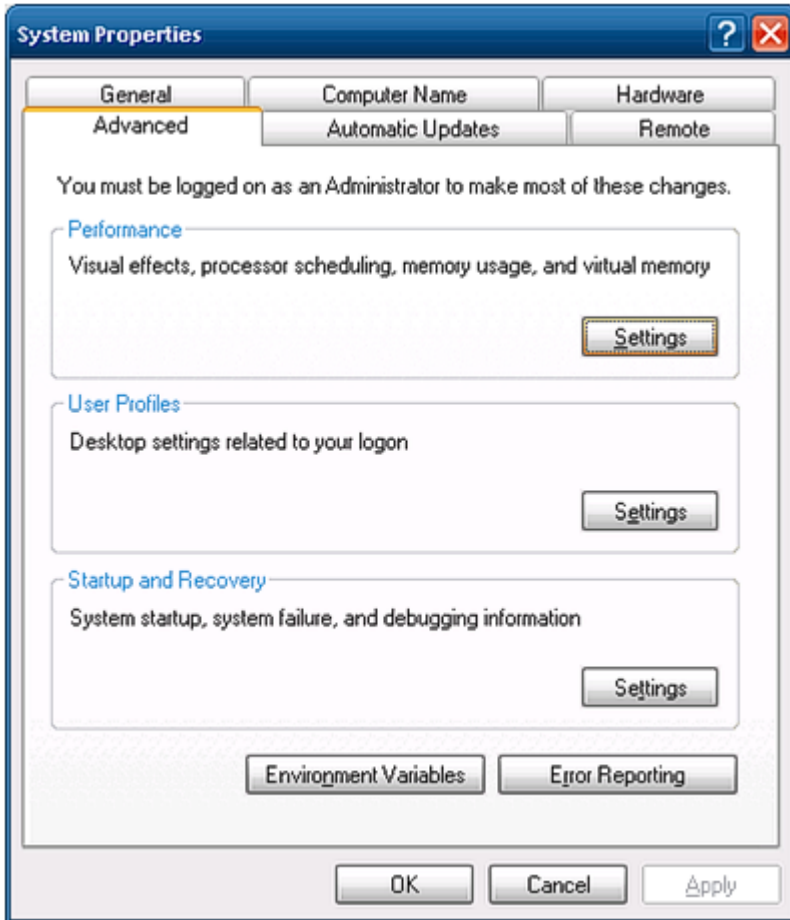 System Properties
General Computer Name Hardware
Advanced Automatic Updates Remote
You must be logged on as an Administrator to make most of these changes.
Performance
Visual effects, processor scheduling, memory usage, and virtual memory
Settings
User Profiles
Desktop settings related to your logon
Settings
Startup and Recovery
System startup, system failure, and debugging information
Settings
Environment Variables Error Reporting
OK Cancel Apply